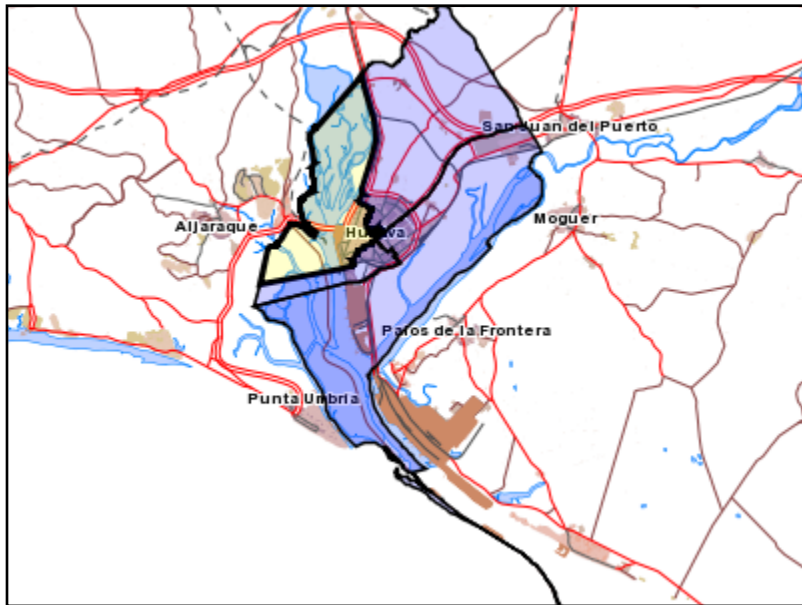 San Juan del Puerto
Aljaraque
Moguer
Huelva
Palos de la Frontera
Punta Umbria